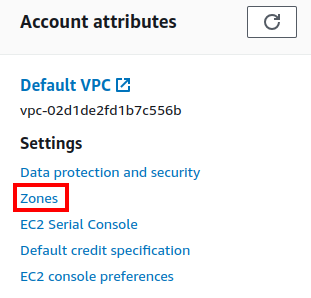 Account attributes
Default VPC
vpc-02d1de2fd1b7c556b
Settings
Data protection and security
Zones
EC2 Serial Console
Default credit specification
EC2 console preferences